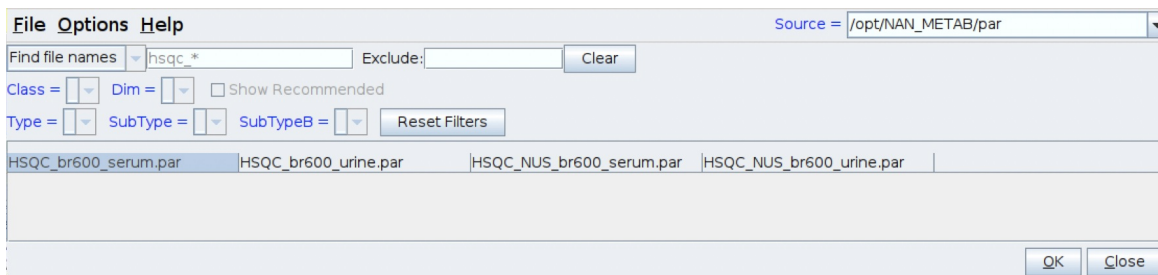 File Options Help Source = /opt/NAN_METAB/par
Find file names hsqc_* Exclude: Clear
Class = Dim = Show Recommended
Type = SubType = SubTypeB = Reset Filters
HSQC_br600_serum.par HSQC_br600_urine.par HSQC_NUS_br600_serum.par HSQC_NUS_br600_urine.par
OK Close